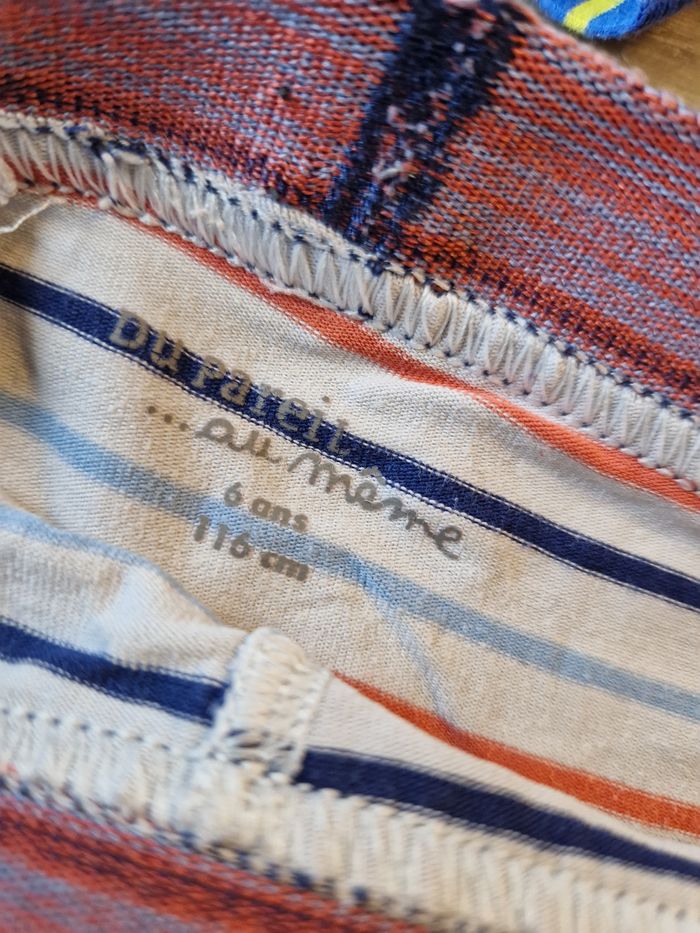 Du Pareil
...au même
6 ans
116 cm